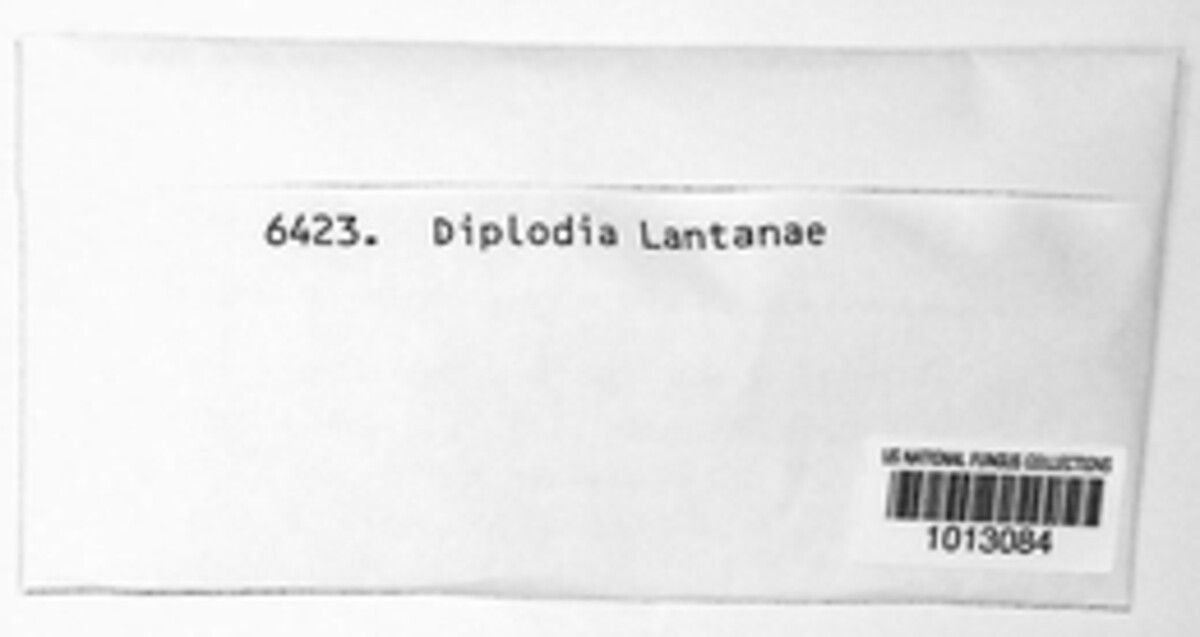 6423. Diplodia Lantanae
US NATIONAL FUNGUS COLLECTIONS
1013084